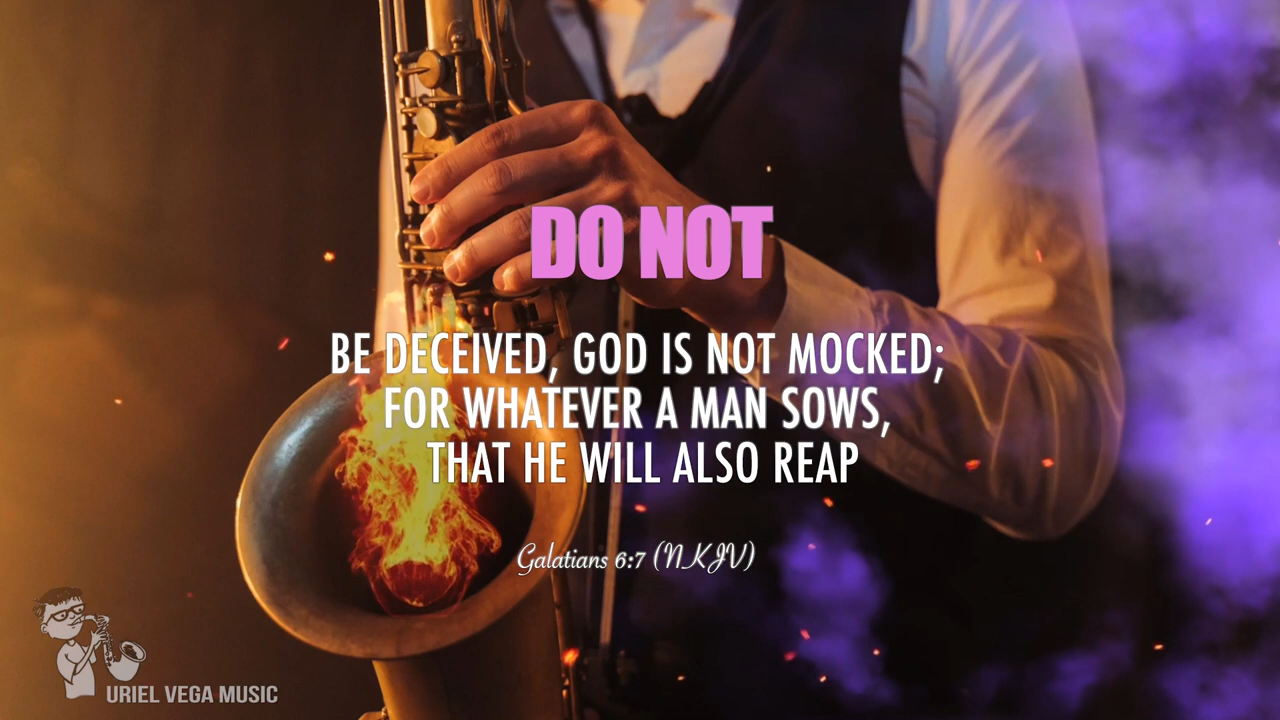 DO NOT
BE DECEIVED, GOD IS NOT MOCKED;
FOR WHATEVER A MAN SOWS,
THAT HE WILL ALSO REAP
Galatians 6:7 (NKJV)
URIEL VEGA MUSIC